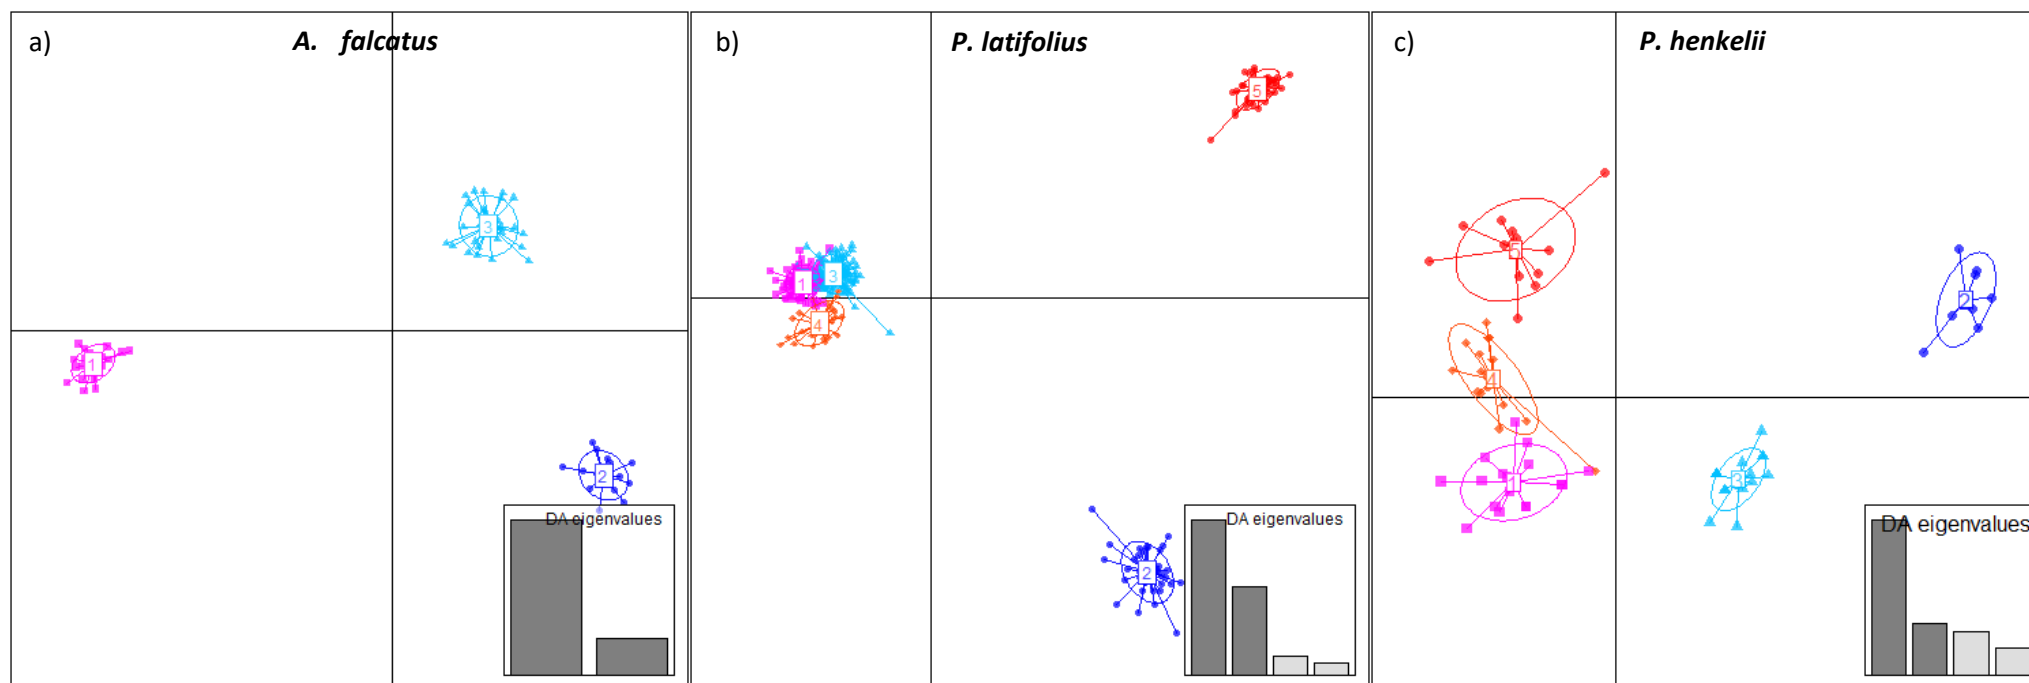 a) A. falcatus
3
1
2
DA eigenvalues
b) P. latifolius
5
1 3
4
2
DA eigenvalues
c) P. henkelii
5
2
4
1 3
DA eigenvalues